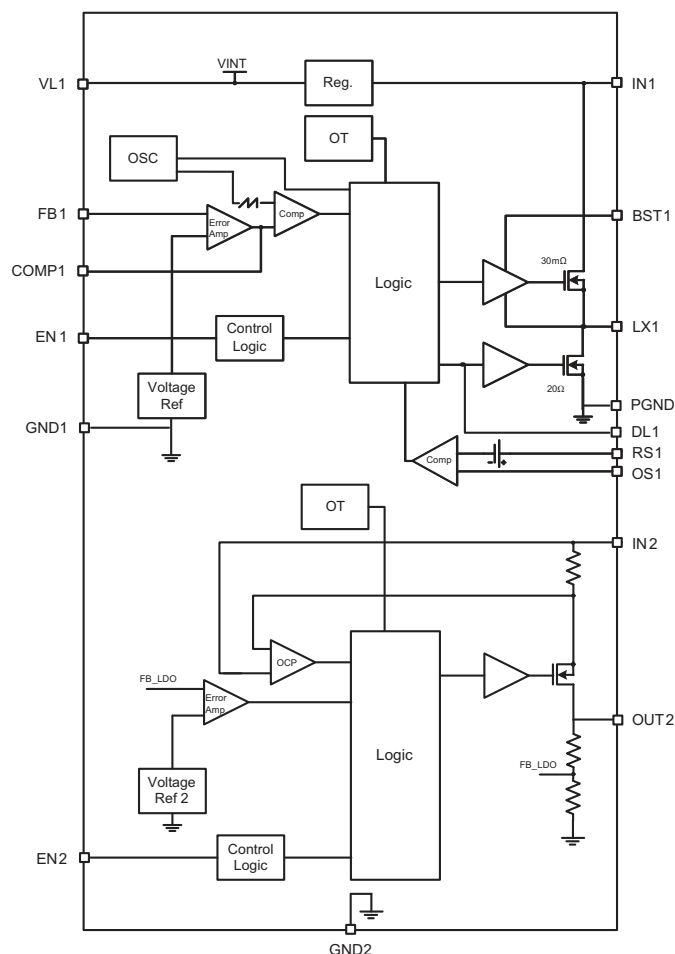 VINT
VL1
Reg.
IN1
OT
OSC
FB1
Error
Amp
Comp
BST1
COMP1
Logic
30mΩ
EN1
Control
Logic
LX1
Voltage
Ref
20Ω
PGND
GND1
DL1
RS1
Comp
- +
OS1
OT
IN2
OCP
FB_LDO
Error
Amp
OUT2
Logic
FB_LDO
Voltage
Ref 2
EN2
Control
Logic
GND2